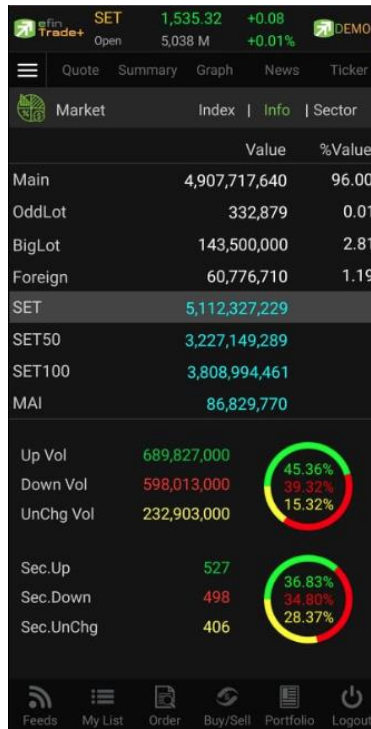 efin Trade+ SET 1,535.32 +0.08 DEMO
Open 5,038 M +0.01%
Quote Summary Graph News Ticker
Market Index | Info | Sector
Value %Value
Main 4,907,717,640 96.00
OddLot 332,879 0.01
BigLot 143,500,000 2.81
Foreign 60,776,710 1.19
SET 5,112,327,229
SET50 3,227,149,289
SET100 3,808,994,461
MAI 86,829,770
Up Vol 689,827,000 45.36%
Down Vol 598,013,000 39.32%
UnChg Vol 232,903,000 15.32%
Sec.Up 527 36.83%
Sec.Down 498 34.80%
Sec.UnChg 406 28.37%
Feeds My List Order Buy/Sell Portfolio Logout